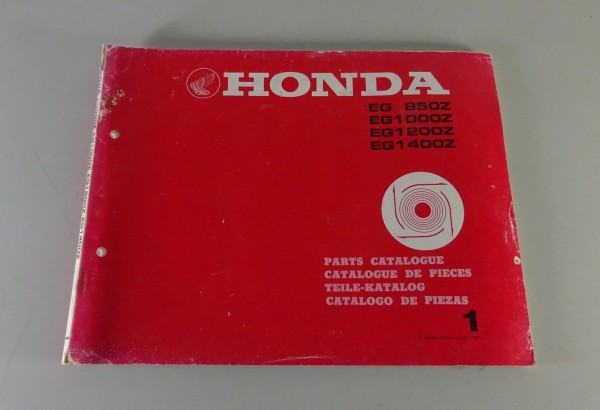 HONDA
EG 850Z
EG1000Z
EG1200Z
EG1400Z
PARTS CATALOGUE
CATALOGUE DE PIECES
TEILE-KATALOG
CATALOGO DE PIEZAS
1